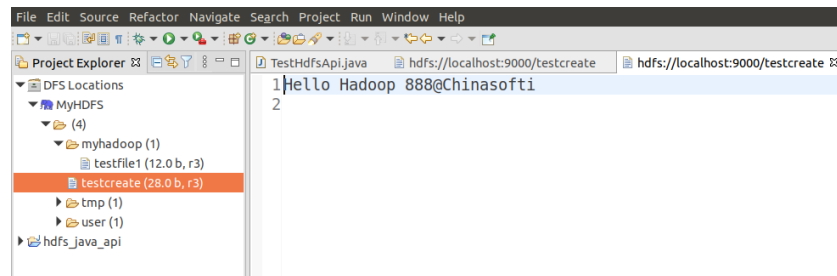 File Edit Source Refactor Navigate Search Project Run Window Help
Project Explorer
TestHdfsApi.java
hdfs://localhost:9000/testcreate
hdfs://localhost:9000/testcreate
DFS Locations
MyHDFS
(4)
myhadoop (1)
testfile1 (12.0 b, r3)
testcreate (28.0 b, r3)
tmp (1)
user (1)
hdfs_java_api
1 Hello Hadoop 888@Chinasofti
2